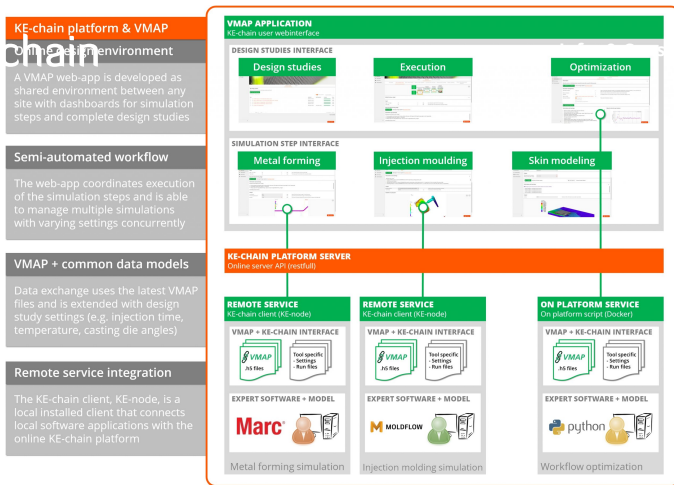 KE-chain platform & VMAP
chain
Online design environment
A VMAP web-app is developed as
shared environment between any
site with dashboards for simulation
steps and complete design studies
Semi-automated workflow
The web-app coordinates execution
of the simulation steps and is able
to manage multiple simulations
with varying settings concurrently
VMAP + common data models
Data exchange uses the latest VMAP
files and is extended with design
study settings (e.g. injection time,
temperature, casting die angles)
Remote service integration
The KE-chain client, KE-node, is a
local installed client that connects
local software applications with the
online KE-chain platform
VMAP APPLICATION
KE-chain user webinterface
DESIGN STUDIES INTERFACE
Design studies
Execution
Optimization
SIMULATION STEP INTERFACE
Metal forming
Injection moulding
Skin modeling
KE-CHAIN PLATFORM SERVER
Online server API (restfull)
REMOTE SERVICE
KE-chain client (KE-node)
VMAP + KE-CHAIN INTERFACE
VMAP
.h5 files
Tool specific
- Settings
- Run files
EXPERT SOFTWARE + MODEL
Marc
Metal forming simulation
REMOTE SERVICE
KE-chain client (KE-node)
VMAP + KE-CHAIN INTERFACE
VMAP
.h5 files
Tool specific
- Settings
- Run files
EXPERT SOFTWARE + MODEL
MOLDFLOW
Injection molding simulation
ON PLATFORM SERVICE
On platform script (Docker)
VMAP + KE-CHAIN INTERFACE
VMAP
.h5 files
Tool specific
- Settings
- Run files
EXPERT SOFTWARE + MODEL
python
Workflow optimization